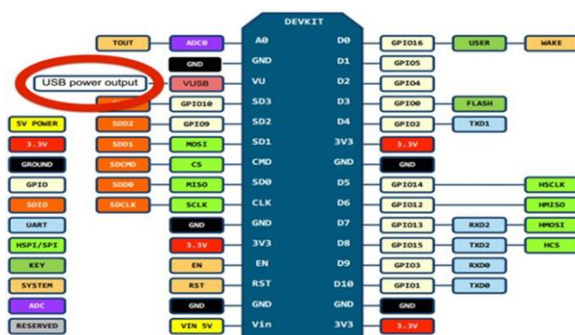 DEVKIT
TOUT ADC0 A0 D0 GPIO16 USER WAKE
GND GND D1 GPIO5
USB power output VUSB VU D2 GPIO4
GPIO10 SD3 D3 GPIO0 FLASH
5V POWER SDD2 GPIO9 SD2 D4 GPIO2 TXD1
3.3V SDD1 MOSI SD1 3V3 3.3V
GROUND SDCMD CS CMD GND GND
GPIO SDD0 MISO SD0 D5 GPIO14 HSCLK
SDIO SDCLK SCLK CLK D6 GPIO12 HMISO
UART GND GND D7 GPIO13 RXD2 HMOSI
HSPI/SPI 3.3V 3V3 D8 GPIO15 TXD2 HCS
KEY EN EN D9 GPIO3 RXD0
SYSTEM RST RST D10 GPIO1 TXD0
ADC GND GND GND GND
RESERVED VIN 5V Vin 3V3 3.3V